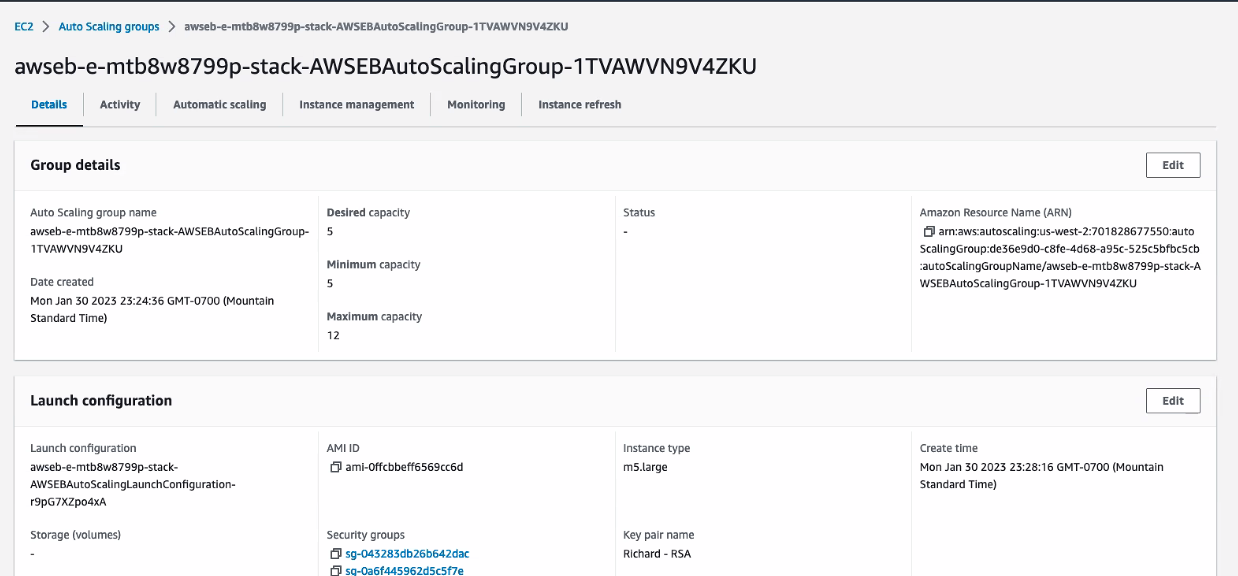 EC2 > Auto Scaling groups > awseb-e-mtb8w8799p-stack-AWSEBAutoScalingGroup-1TVAWVN9V4ZKU
awseb-e-mtb8w8799p-stack-AWSEBAutoScalingGroup-1TVAWVN9V4ZKU
Details Activity Automatic scaling Instance management Monitoring Instance refresh
Group details
Edit
Auto Scaling group name
awseb-e-mtb8w8799p-stack-AWSEBAutoScalingGroup-
1TVAWVN9V4ZKU
Date created
Mon Jan 30 2023 23:24:36 GMT-0700 (Mountain
Standard Time)
Desired capacity
5
Minimum capacity
5
Maximum capacity
12
Status
-
Amazon Resource Name (ARN)
arn:aws:autoscaling:us-west-2:701828677550:auto
ScalingGroup:de36e9d0-c8fe-4d68-a95c-525c5bfbc5cb
:autoScalingGroupName/awseb-e-mtb8w8799p-stack-A
WSEBAutoScalingGroup-1TVAWVN9V4ZKU
Launch configuration
Edit
Launch configuration
awseb-e-mtb8w8799p-stack-
AWSEBAutoScalingLaunchConfiguration-
r9pG7XZpo4xA
Storage (volumes)
-
AMI ID
ami-0ffcbbeff6569cc6d
Security groups
sg-043283db26b642dac
sg-0a6f445962d5c5f7e
Instance type
m5.large
Key pair name
Richard - RSA
Create time
Mon Jan 30 2023 23:28:16 GMT-0700 (Mountain
Standard Time)